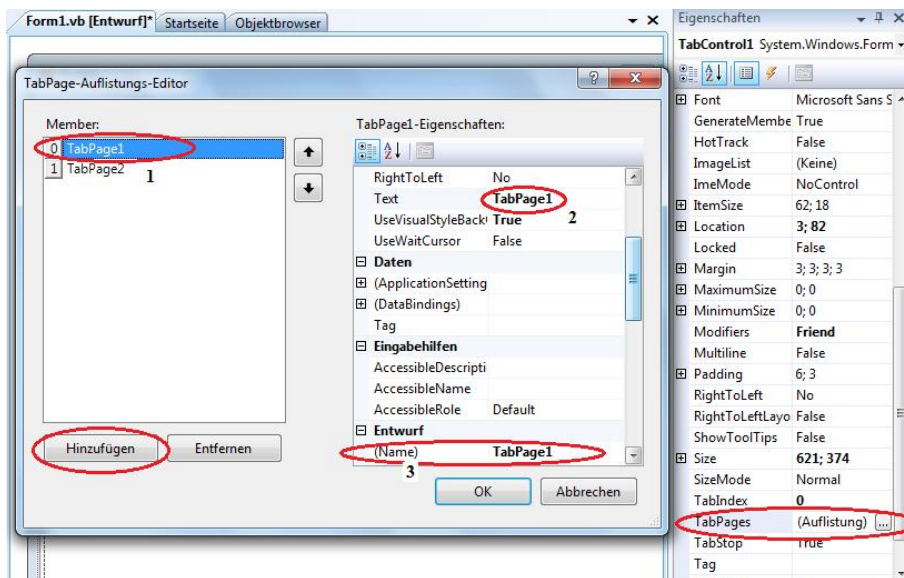 Form1.vb [Entwurf]* Startseite Objektbrowser
TabPage-Auflistungs-Editor
Member:
0 TabPage1
1 TabPage2
1
Hinzufügen Entfernen
TabPage1-Eigenschaften:
RightToLeft No
Text TabPage1
2
UseVisualStyleBack True
UseWaitCursor False
Daten
(ApplicationSetting
(DataBindings)
Tag
Eingabehilfen
AccessibleDescripti
AccessibleName
AccessibleRole Default
Entwurf
(Name) TabPage1
3
OK Abbrechen
Eigenschaften
TabControl1 System.Windows.Form
Font Microsoft Sans S
GenerateMembe True
HotTrack False
ImageList (Keine)
ImeMode NoControl
ItemSize 62; 18
Location 3; 82
Locked False
Margin 3; 3; 3; 3
MaximumSize 0; 0
MinimumSize 0; 0
Modifiers Friend
Multiline False
Padding 6; 3
RightToLeft No
RightToLeftLayo False
ShowToolTips False
Size 621; 374
SizeMode Normal
TabIndex 0
TabPages (Auflistung) ...
TabStop True
Tag